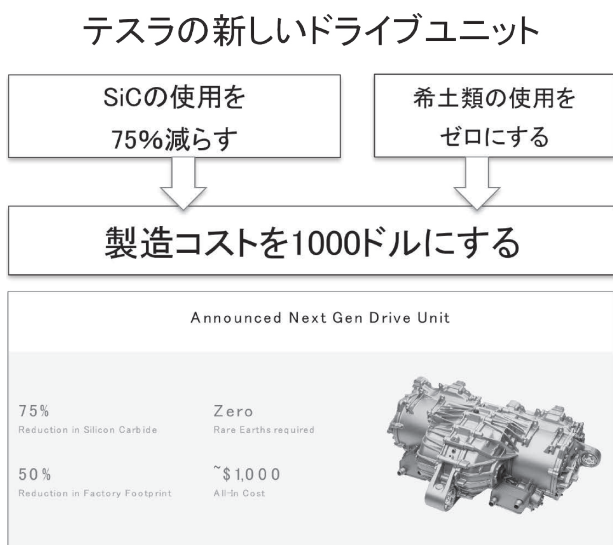 テスラの新しいドライブユニット
SiCの使用を
75%減らす
希土類の使用を
ゼロにする
製造コストを1000ドルにする
Announced Next Gen Drive Unit
75%
Reduction in Silicon Carbide
Zero
Rare Earths required
50%
Reduction in Factory Footprint
~$1,000
All-In Cost